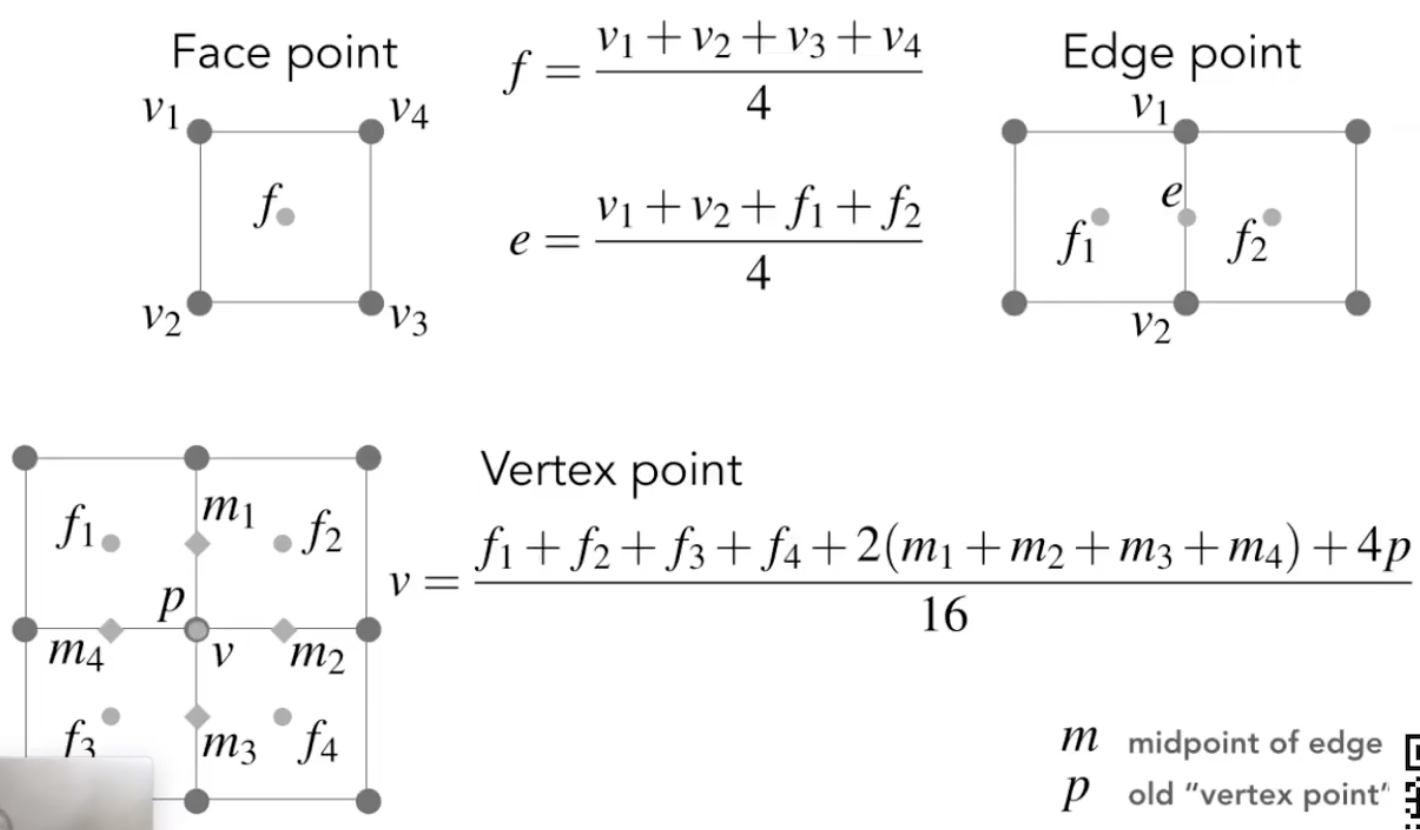 Face point
v1
v4
f
v2
v3
f = (v1 + v2 + v3 + v4) / 4
e = (v1 + v2 + f1 + f2) / 4
Edge point
v1
e
f1
f2
v2
f1
m1
f2
p
m4
v
m2
f3
m3
f4
Vertex point
v = (f1 + f2 + f3 + f4 + 2(m1 + m2 + m3 + m4) + 4p) / 16
m midpoint of edge
p old "vertex point"